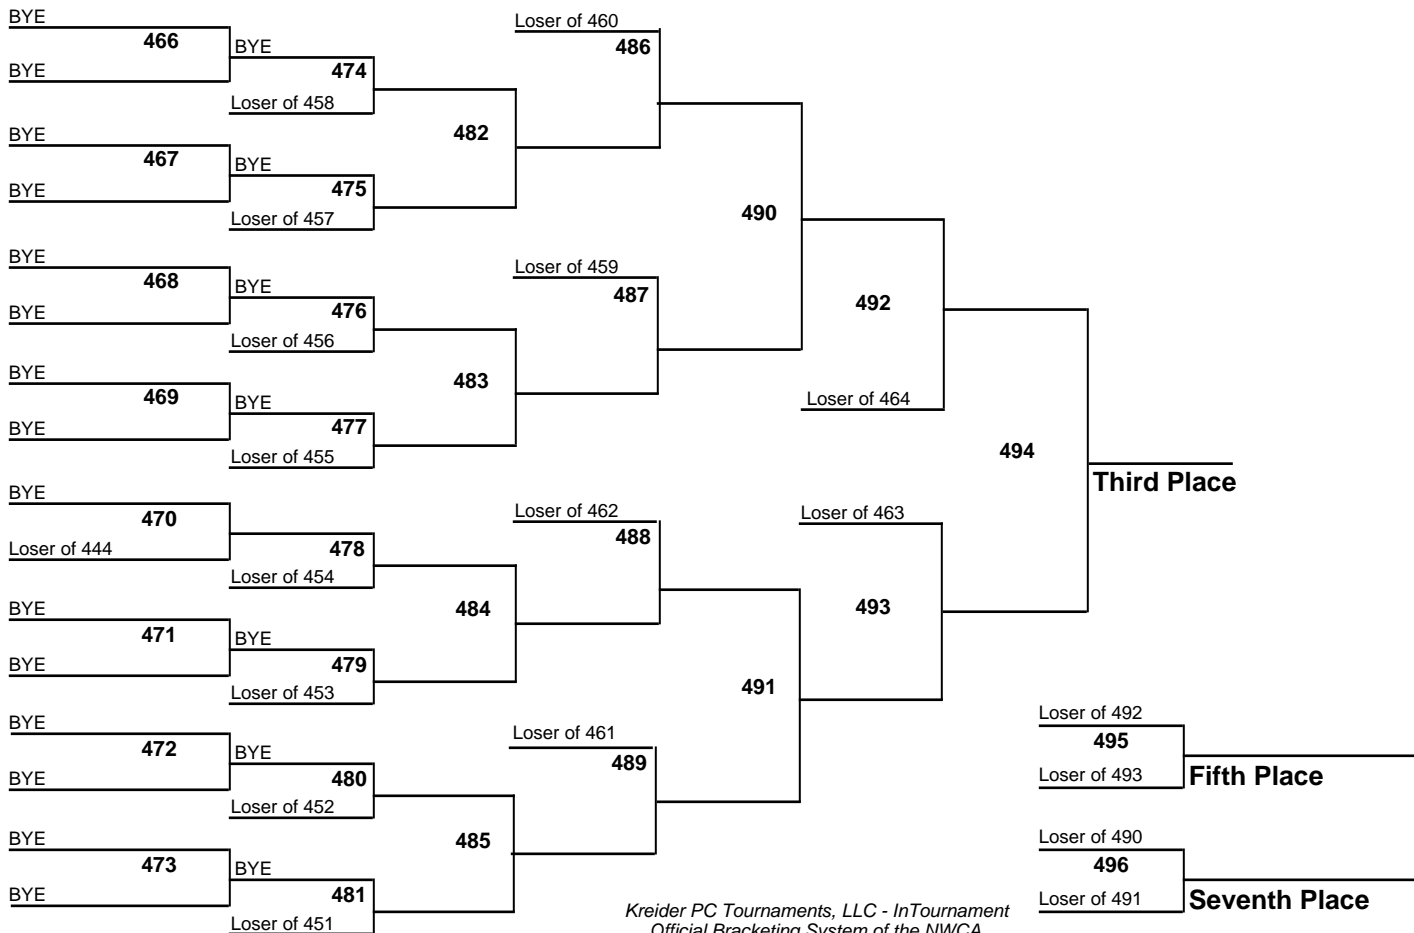 BYE
466
BYE
BYE
474
Loser of 458
BYE
467
BYE
BYE
475
Loser of 457
482
Loser of 460
486
BYE
468
BYE
BYE
476
Loser of 456
BYE
469
BYE
BYE
477
Loser of 455
483
Loser of 459
487
490
492
Loser of 464
BYE
470
Loser of 444
478
Loser of 454
BYE
471
BYE
BYE
479
Loser of 453
484
Loser of 462
488
BYE
472
BYE
BYE
480
Loser of 452
BYE
473
BYE
BYE
481
Loser of 451
485
Loser of 461
489
491
Loser of 463
493
494
Third Place
Loser of 492
495
Loser of 493
Fifth Place
Loser of 490
496
Loser of 491
Seventh Place
Kreider PC Tournaments, LLC - InTournament
Official Bracketing System of the NWCA